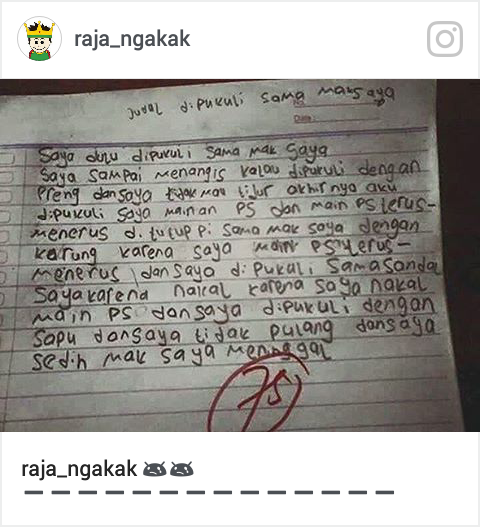 raja_ngakak
Judul dipukuli sama mak saya
No.
Date
Saya dulu dipukuli sama mak saya
Saya sampai menangis kalau dipukuli dengan
Preng dan saya tidak mau tidur akhirnya aku
dipukuli saya mainan PS dan main PS terus-
menerus di tutup Pi sama mak saya dengan
karung karena saya main PS terus-
menerus dan saya di pukuli sama sandal
Saya karena nakal karena saya nakal
main PS dan saya dipukuli dengan
Sapu dan saya tidak pulang dan saya
sedih mak saya meninggal
75
raja_ngakak